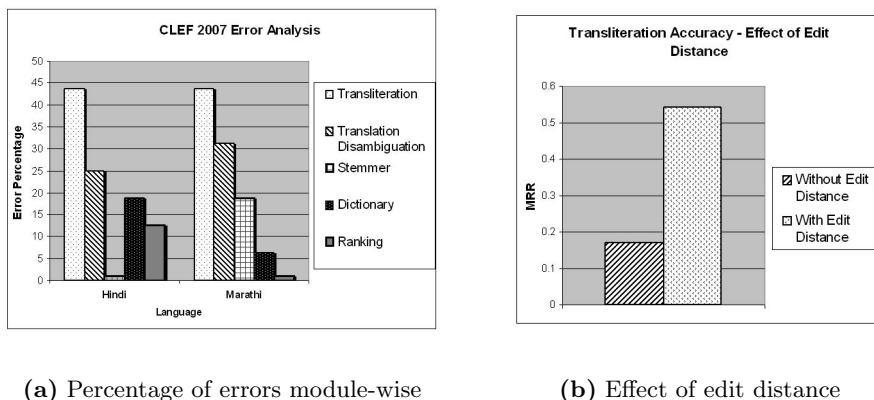 CLEF 2007 Error Analysis
50
45
40
35
30
25
20
15
10
5
0
Error Percentage
Hindi
Marathi
Language
Transliteration
Translation
Disambiguation
Stemmer
Dictionary
Ranking
(a) Percentage of errors module-wise
Transliteration Accuracy - Effect of Edit
Distance
0.6
0.5
0.4
0.3
0.2
0.1
0
MRR
Without Edit
Distance
With Edit
Distance
(b) Effect of edit distance